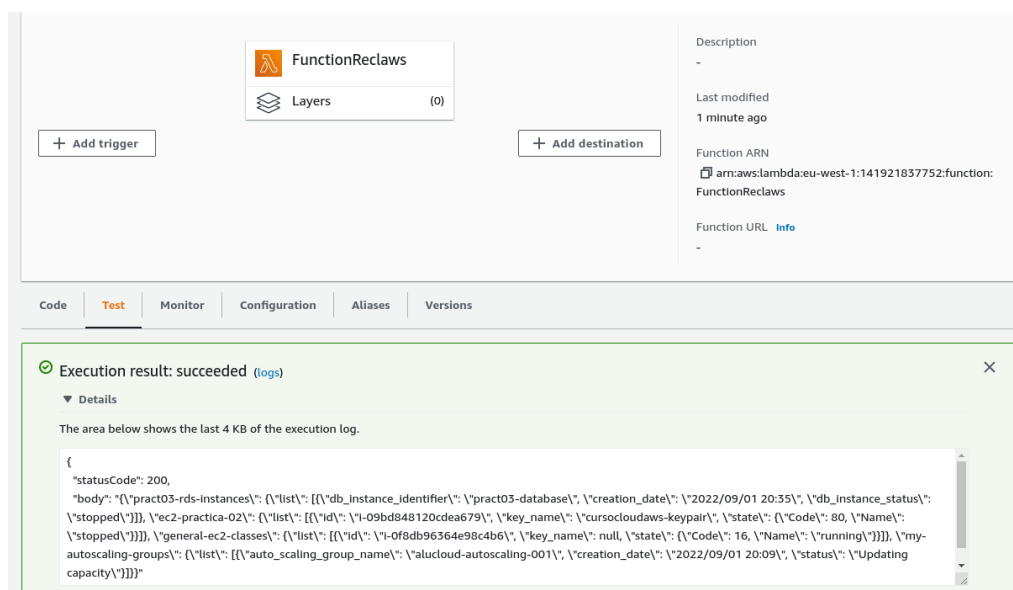 FunctionReclaws
Layers
(0)
Add trigger
Add destination
Description
-
Last modified
1 minute ago
Function ARN
arn:aws:lambda:eu-west-1:141921837752:function:
FunctionReclaws
Function URL Info
-
Code Test Monitor Configuration Aliases Versions
Execution result: succeeded (logs)
Details
The area below shows the last 4 KB of the execution log.
{
"statusCode": 200,
"body": "{\"pract03-rds-instances\": {\"list\": [{\"db_instance_identifier\": \"pract03-database\", \"creation_date\": \"2022/09/01 20:35\", \"db_instance_status\":
\"stopped\"}]}, \"ec2-practica-02\": {\"list\": [{\"id\": \"i-09bd848120cdea679\", \"key_name\": \"cursocloudaws-keypair\", \"state\": {\"Code\": 80, \"Name\":
\"stopped\"}}]}, \"general-ec2-classes\": {\"list\": [{\"id\": \"i-0f8db96364e98c4b6\", \"key_name\": null, \"state\": {\"Code\": 16, \"Name\": \"running\"}}]}, \"my-
autoscaling-groups\": {\"list\": [{\"auto_scaling_group_name\": \"alucloud-autoscaling-001\", \"creation_date\": \"2022/09/01 20:09\", \"status\": \"Updating
capacity\"}]}}"